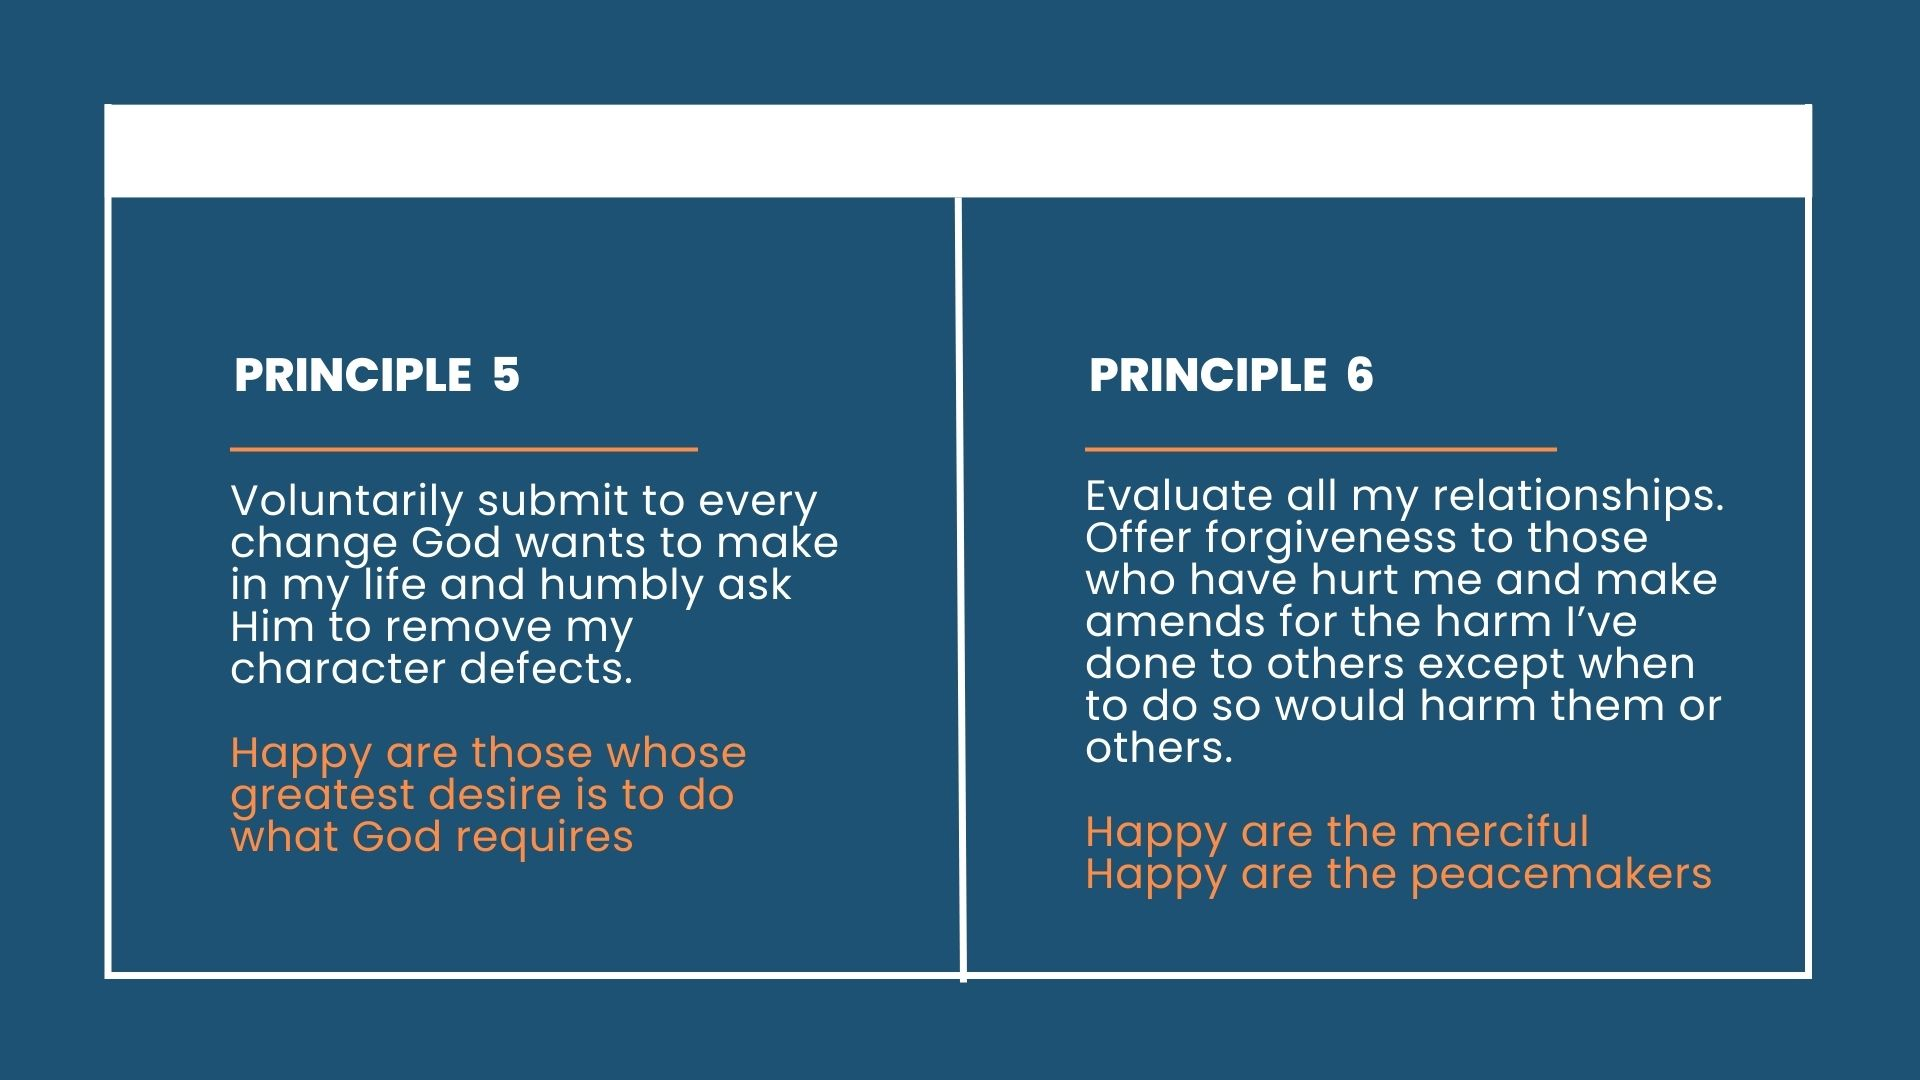 PRINCIPLE 5
Voluntarily submit to every
change God wants to make
in my life and humbly ask
Him to remove my
character defects.
Happy are those whose
greatest desire is to do
what God requires
PRINCIPLE 6
Evaluate all my relationships.
Offer forgiveness to those
who have hurt me and make
amends for the harm I’ve
done to others except when
to do so would harm them or
others.
Happy are the merciful
Happy are the peacemakers